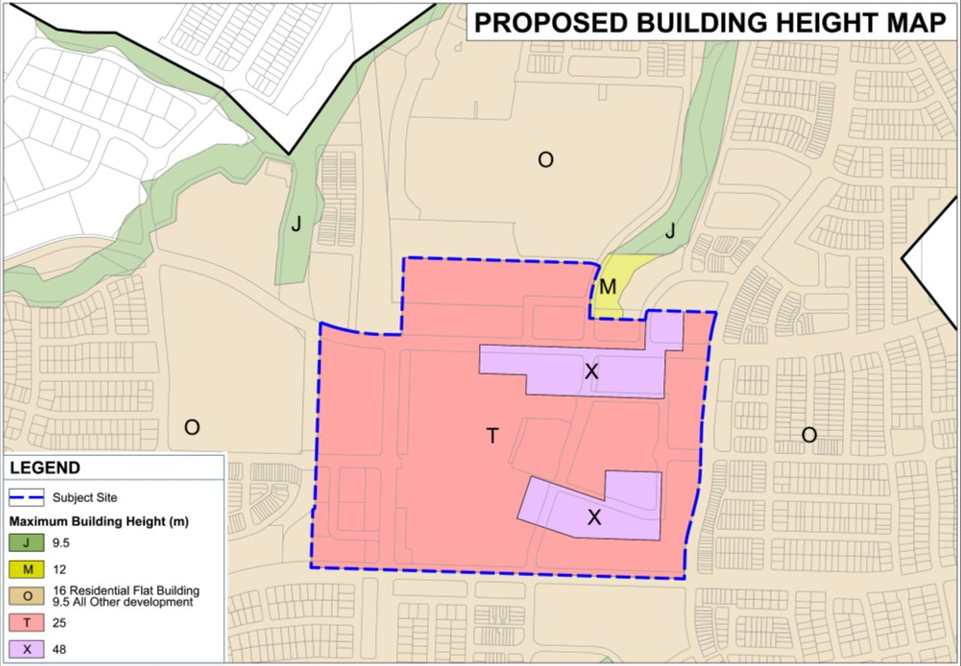 PROPOSED BUILDING HEIGHT MAP
O
J
J
M
X
T
O
O
X
LEGEND
Subject Site
Maximum Building Height (m)
J 9.5
M 12
O 16 Residential Flat Building
9.5 All Other development
T 25
X 48